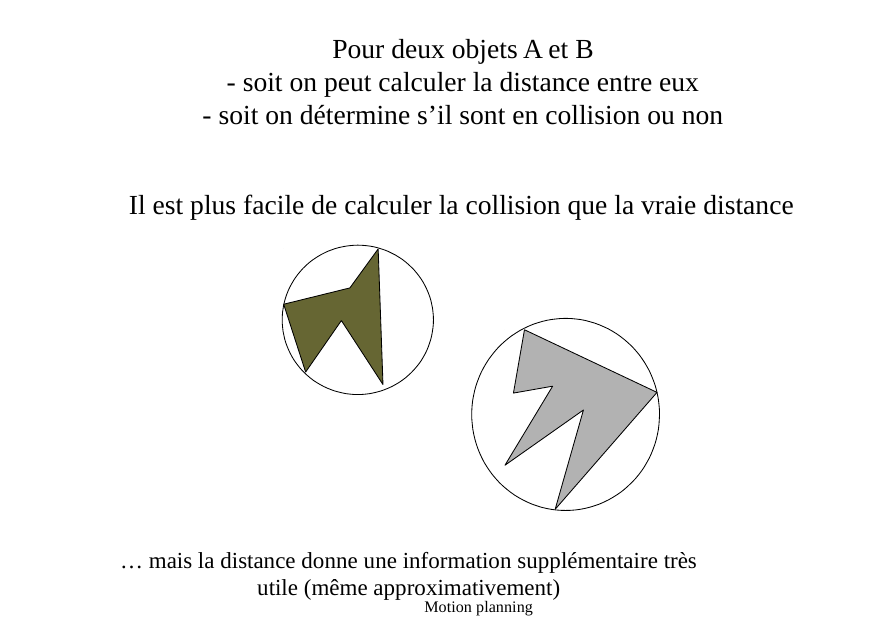 Pour deux objets A et B
- soit on peut calculer la distance entre eux
- soit on détermine s’il sont en collision ou non
Il est plus facile de calculer la collision que la vraie distance
… mais la distance donne une information supplémentaire très
utile (même approximativement)
Motion planning